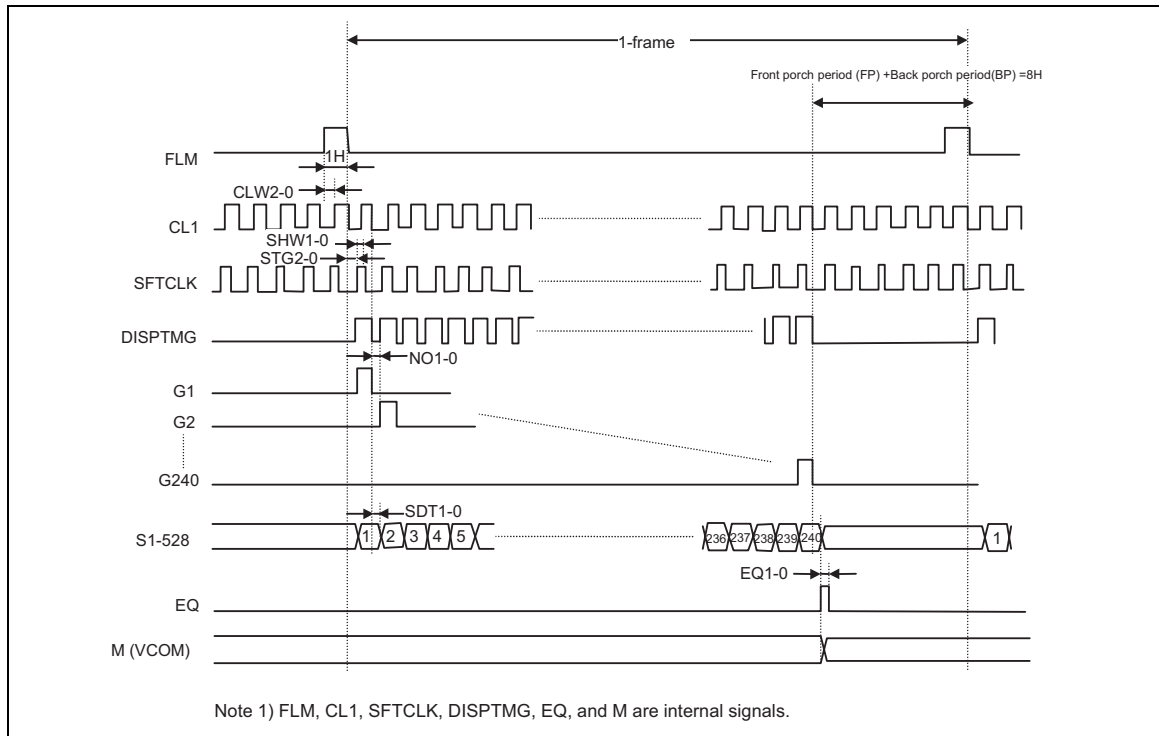 1-frame
Front porch period (FP) +Back porch period(BP) =8H
FLM
1H
CLW2-0
CL1
SHW1-0
STG2-0
SFTCLK
DISPTMG
NO1-0
G1
G2
G240
SDT1-0
S1-528
1 2 3 4 5
236 237 238 239 240
1
EQ1-0
EQ
M (VCOM)
Note 1) FLM, CL1, SFTCLK, DISPTMG, EQ, and M are internal signals.